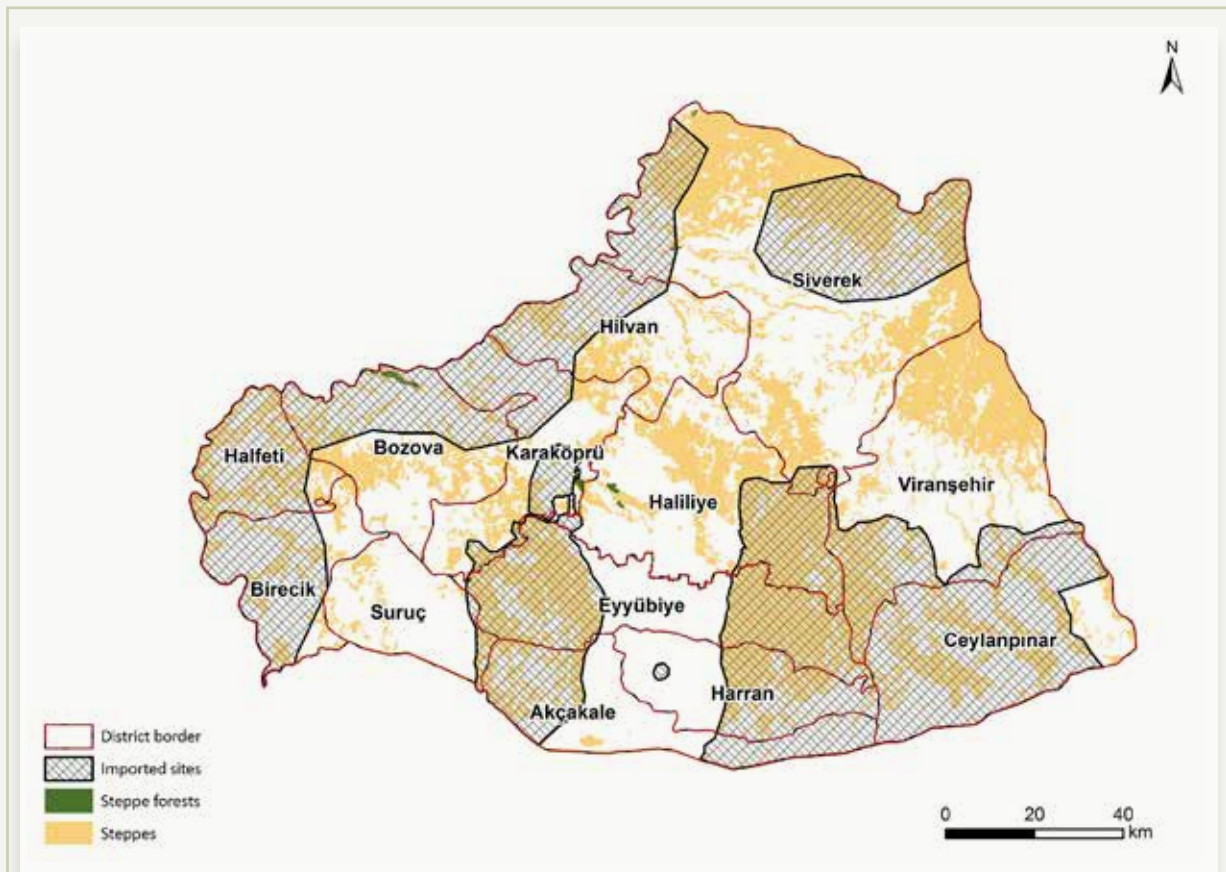 N
Siverek
Hilvan
Halfeti
Bozova
Karaköprü
Haliliye
Viranşehir
Birecik
Suruç
Eyyübiye
Ceylanpınar
Akçakale
Harran
District border
Imported sites
Steppe forests
Steppes
0 20 40
km